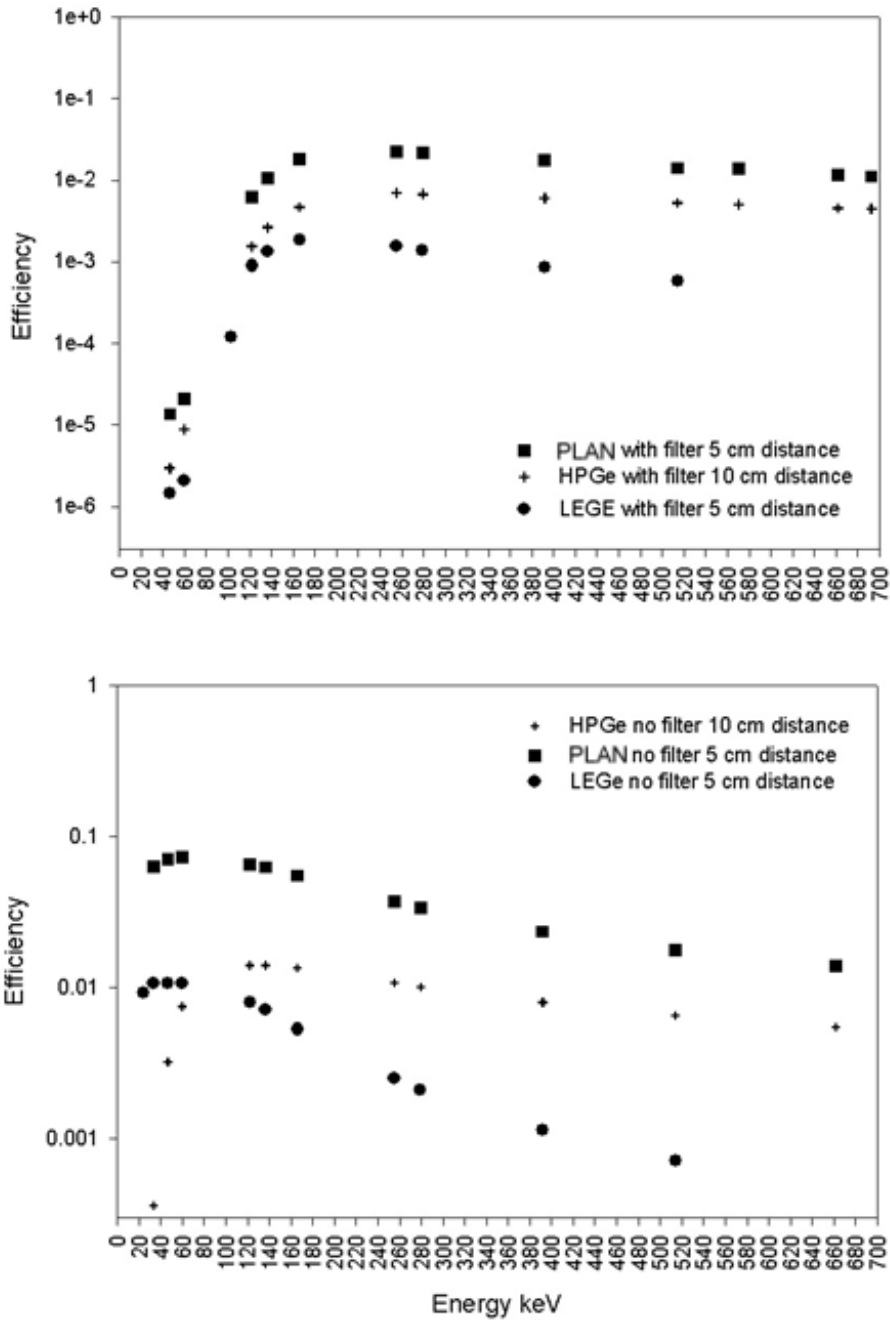 1e+0
1e-1
1e-2
1e-3
1e-4
1e-5
1e-6
Efficiency
PLAN with filter 5 cm distance
HPGe with filter 10 cm distance
LEGE with filter 5 cm distance
0 20 40 60 80 100 120 140 160 180 200 220 240 260 280 300 320 340 360 380 400 420 440 460 480 500 520 540 560 580 600 620 640 660 680 700
1
0.1
0.01
0.001
Efficiency
HPGe no filter 10 cm distance
PLAN no filter 5 cm distance
LEGe no filter 5 cm distance
0 20 40 60 80 100 120 140 160 180 200 220 240 260 280 300 320 340 360 380 400 420 440 460 480 500 520 540 560 580 600 620 640 660 680 700
Energy keV